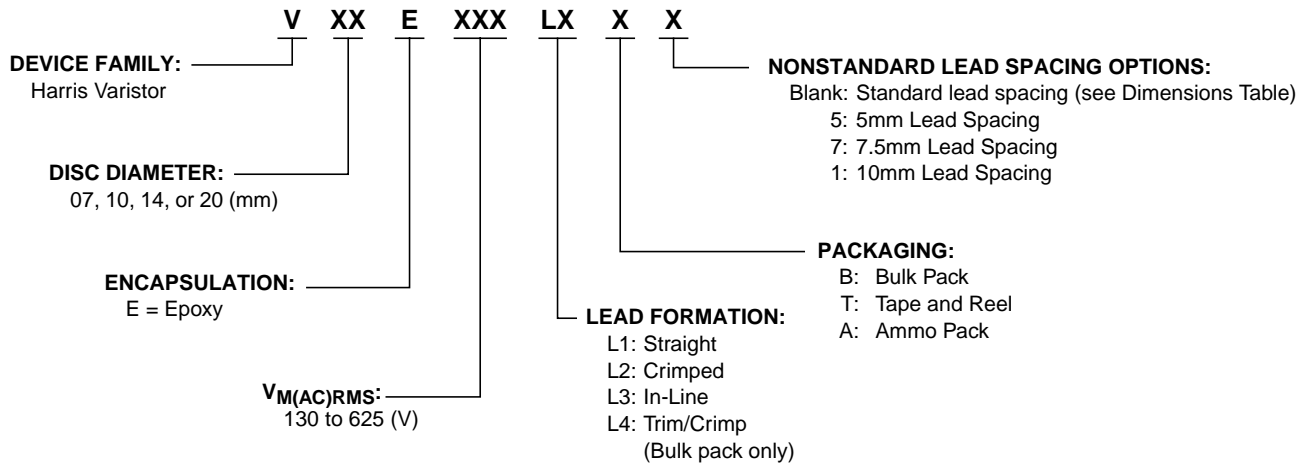 V XX E XXX LX X X
DEVICE FAMILY:
Harris Varistor
DISC DIAMETER:
07, 10, 14, or 20 (mm)
ENCAPSULATION:
E = Epoxy
VM(AC)RMS:
130 to 625 (V)
LEAD FORMATION:
L1: Straight
L2: Crimped
L3: In-Line
L4: Trim/Crimp
(Bulk pack only)
PACKAGING:
B: Bulk Pack
T: Tape and Reel
A: Ammo Pack
NONSTANDARD LEAD SPACING OPTIONS:
Blank: Standard lead spacing (see Dimensions Table)
5: 5mm Lead Spacing
7: 7.5mm Lead Spacing
1: 10mm Lead Spacing